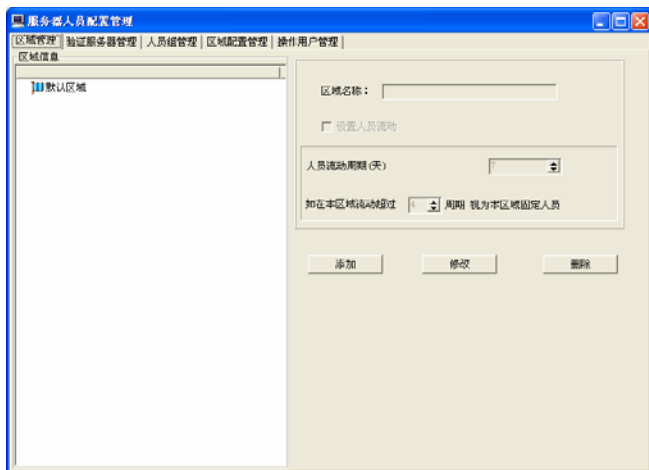 服务器人员配置管理
区域管理 验证服务器管理 人员组管理 区域配置管理 操作用户管理
区域信息
默认区域
区域名称：
设置人员流动
人员流动周期(天) 7
如在本区域流动超过 4 周期 视为本区域固定人员
添加 修改 删除